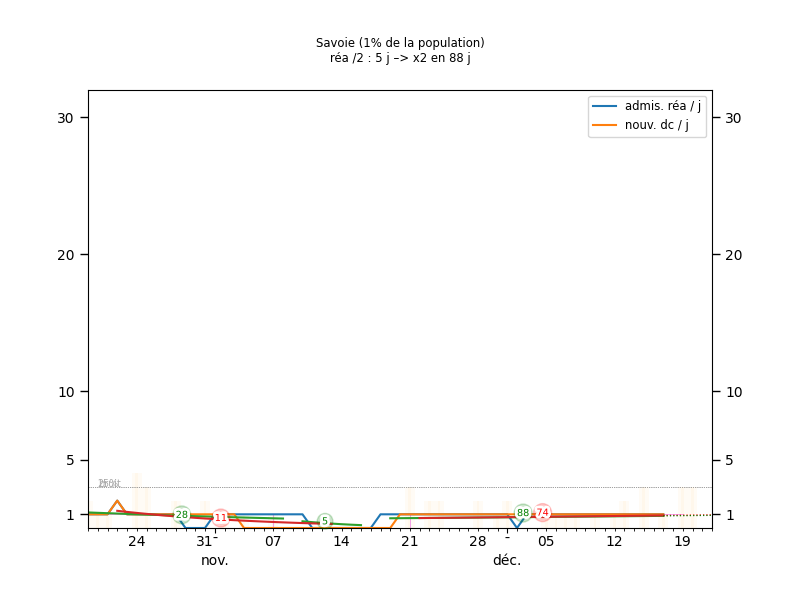 Savoie (1% de la population)
réa /2 : 5 j –> x2 en 88 j
admis. réa / j
nouv. dc / j
30 30
20 20
10 10
5 5
1 1
28 11 5 88 74
24 31- 07 14 21 28 - 05 12 19
nov. déc.